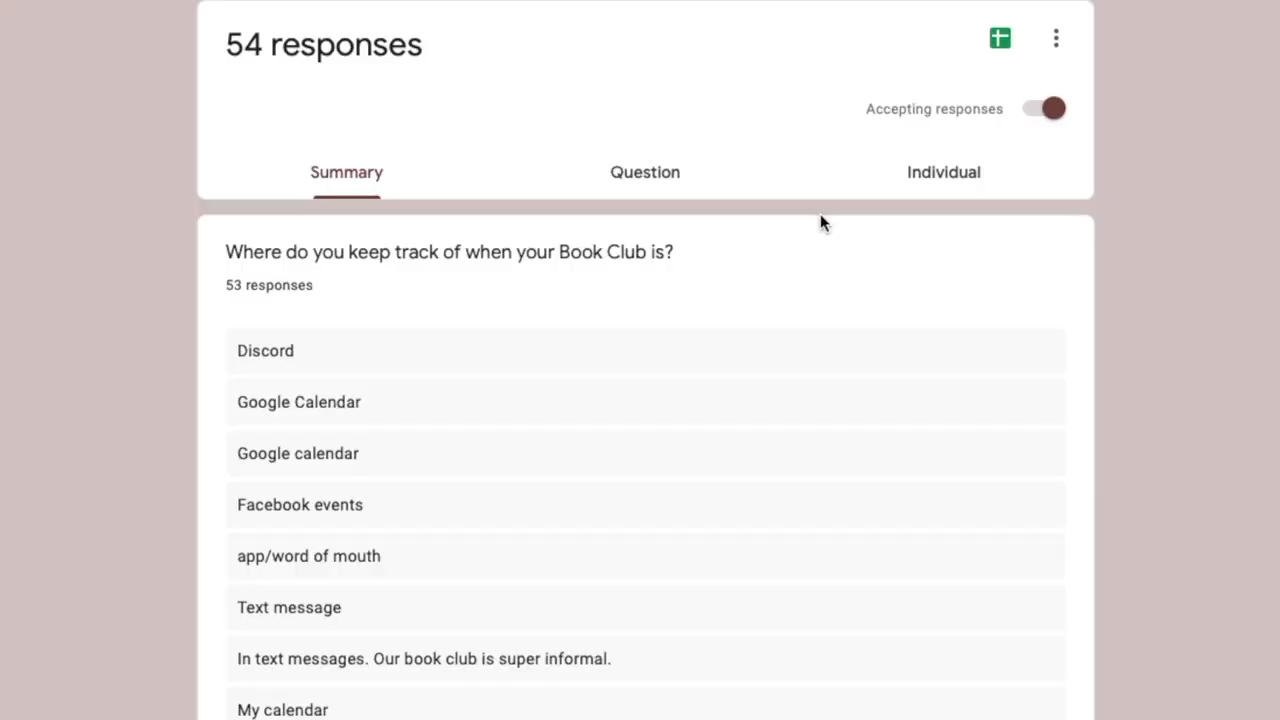 54 responses
Accepting responses
Summary
Question
Individual
Where do you keep track of when your Book Club is?
53 responses
Discord
Google Calendar
Google calendar
Facebook events
app/word of mouth
Text message
In text messages. Our book club is super informal.
My calendar